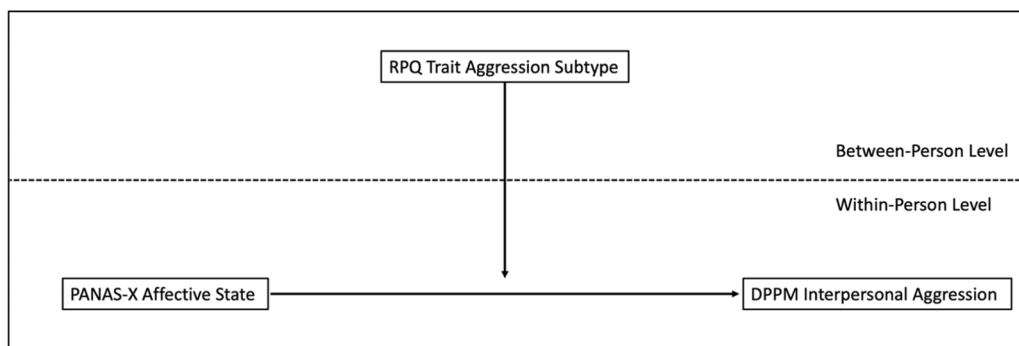 RPQ Trait Aggression Subtype
Between-Person Level
Within-Person Level
PANAS-X Affective State
DPPM Interpersonal Aggression